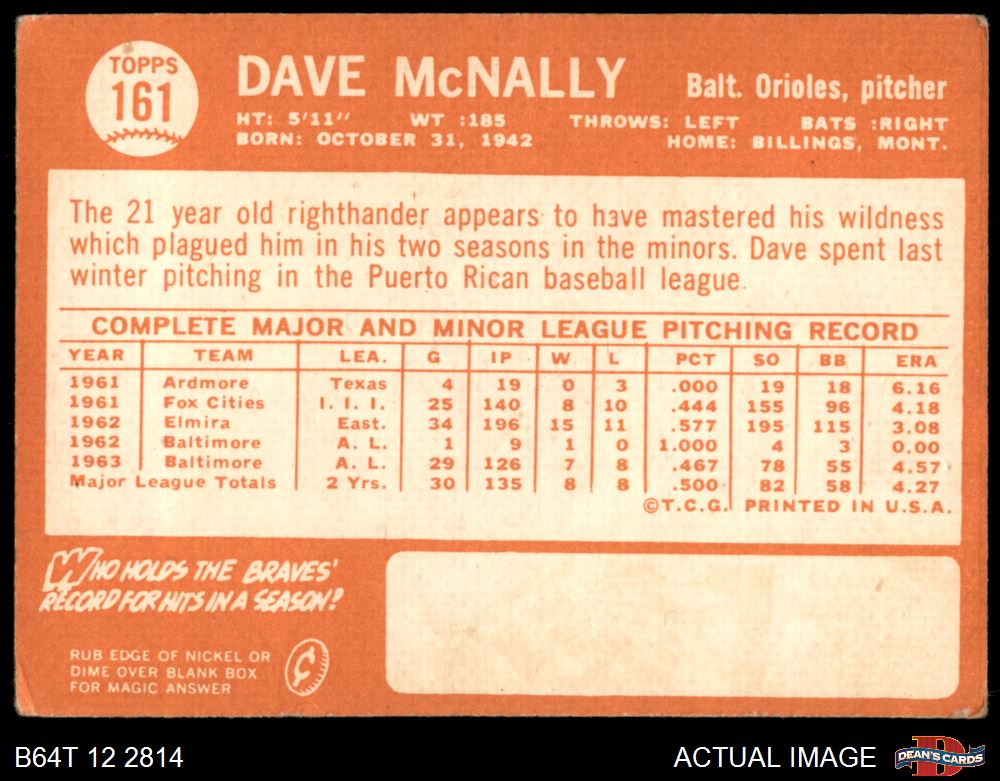 TOPPS
161
DAVE McNALLY
Balt. Orioles, pitcher
HT: 5'11" WT :185 THROWS: LEFT BATS :RIGHT
BORN: OCTOBER 31, 1942 HOME: BILLINGS, MONT.
The 21 year old righthander appears to have mastered his wildness
which plagued him in his two seasons in the minors. Dave spent last
winter pitching in the Puerto Rican baseball league.
COMPLETE MAJOR AND MINOR LEAGUE PITCHING RECORD
YEAR TEAM LEA. G IP W L PCT SO BB ERA
1961 Ardmore Texas 4 19 0 3 .000 19 18 6.16
1961 Fox Cities I. I. I. 25 140 8 10 .444 155 96 4.18
1962 Elmira East. 34 196 15 11 .577 195 115 3.08
1962 Baltimore A. L. 1 9 1 0 1.000 4 3 0.00
1963 Baltimore A. L. 29 126 7 8 .467 78 55 4.57
Major League Totals 2 Yrs. 30 135 8 8 .500 82 58 4.27
©T.C.G. PRINTED IN U.S.A.
WHO HOLDS THE BRAVES'
RECORD FOR HITS IN A SEASON?
RUB EDGE OF NICKEL OR
DIME OVER BLANK BOX
FOR MAGIC ANSWER
¢
B64T 12 2814
ACTUAL IMAGE
D
DEAN'S CARDS